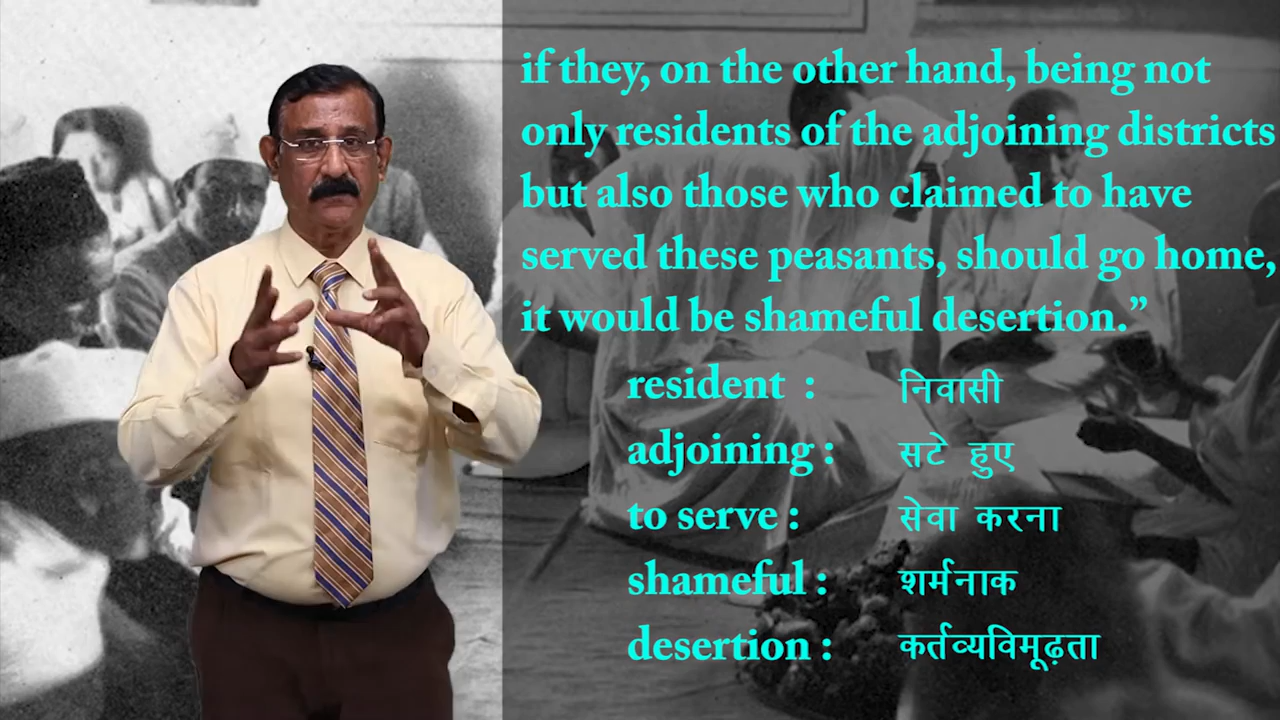 if they, on the other hand, being not
only residents of the adjoining districts
but also those who claimed to have
served these peasants, should go home,
it would be shameful desertion.”
resident : निवासी
adjoining : सटे हुए
to serve : सेवा करना
shameful : शर्मनाक
desertion : कर्तव्यविमूढ़ता